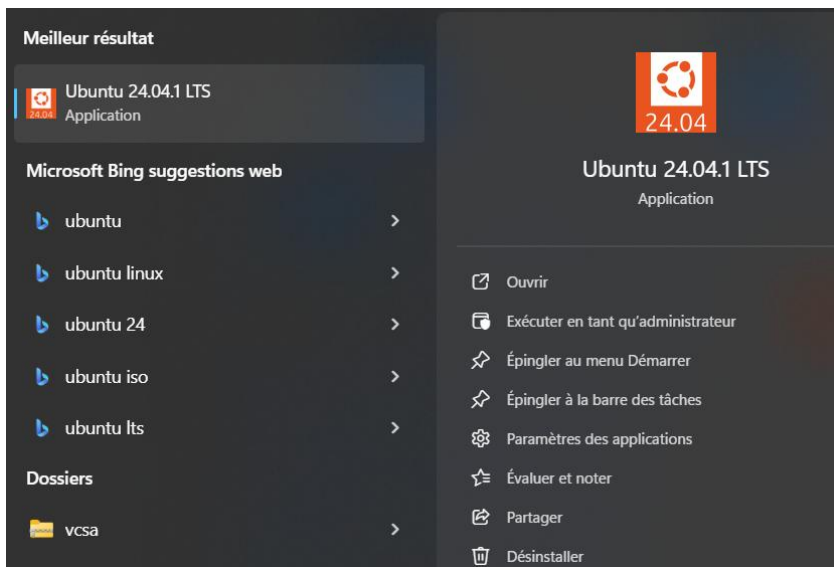 Meilleur résultat
Ubuntu 24.04.1 LTS
Application
24.04
Microsoft Bing suggestions web
ubuntu
ubuntu linux
ubuntu 24
ubuntu iso
ubuntu lts
Dossiers
vcsa
24.04
Ubuntu 24.04.1 LTS
Application
Ouvrir
Exécuter en tant qu'administrateur
Épingler au menu Démarrer
Épingler à la barre des tâches
Paramètres des applications
Évaluer et noter
Partager
Désinstaller